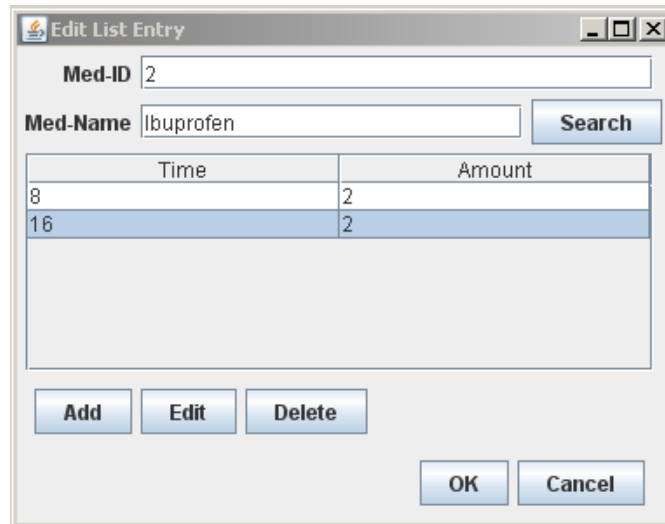 Edit List Entry
Med-ID 2
Med-Name Ibuprofen Search
Time Amount
8 2
16 2
Add Edit Delete
OK Cancel